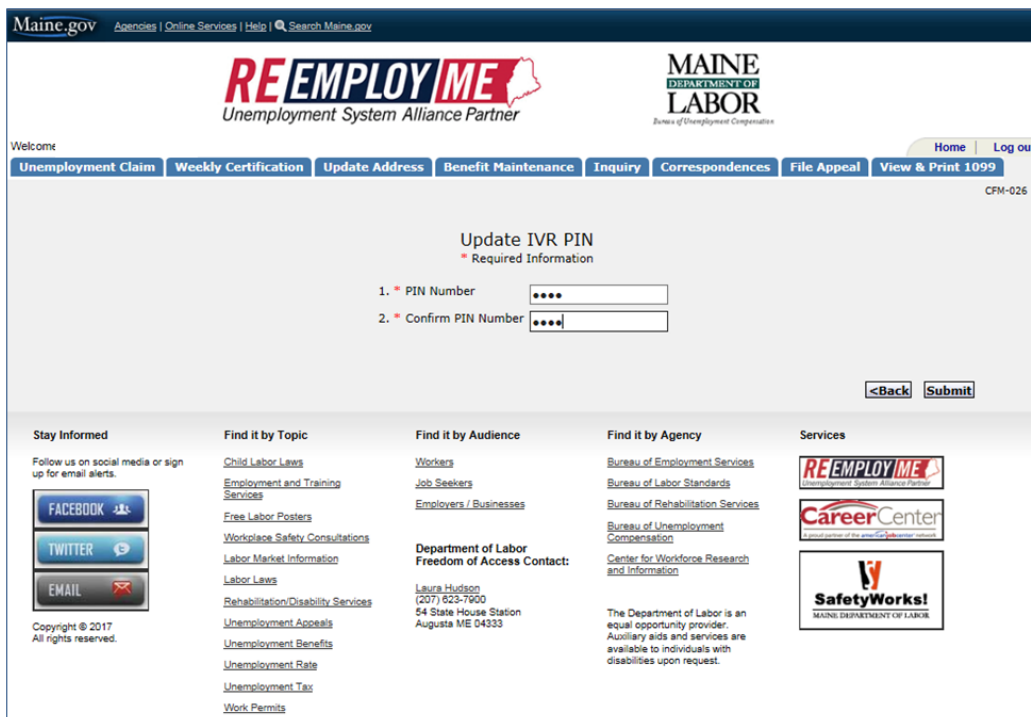 Maine.gov Agencies | Online Services | Help | Search Maine.gov
REEMPLOYME
Unemployment System Alliance Partner
MAINE
DEPARTMENT OF
LABOR
Bureau of Unemployment Compensation
Welcome
Home | Log ou
Unemployment Claim Weekly Certification Update Address Benefit Maintenance Inquiry Correspondences File Appeal View & Print 1099
CFM-026
Update IVR PIN
* Required Information
1. * PIN Number ••••
2. * Confirm PIN Number ••••
<Back Submit
Stay Informed
Follow us on social media or sign
up for email alerts.
FACEBOOK
TWITTER
EMAIL
Copyright © 2017
All rights reserved.
Find it by Topic
Child Labor Laws
Employment and Training
Services
Free Labor Posters
Workplace Safety Consultations
Labor Market Information
Labor Laws
Rehabilitation/Disability Services
Unemployment Appeals
Unemployment Benefits
Unemployment Rate
Unemployment Tax
Work Permits
Find it by Audience
Workers
Job Seekers
Employers / Businesses
Department of Labor
Freedom of Access Contact:
Laura Hudson
(207) 623-7900
54 State House Station
Augusta ME 04333
Find it by Agency
Bureau of Employment Services
Bureau of Labor Standards
Bureau of Rehabilitation Services
Bureau of Unemployment
Compensation
Center for Workforce Research
and Information
The Department of Labor is an
equal opportunity provider.
Auxiliary aids and services are
available to individuals with
disabilities upon request.
Services
REEMPLOYME
Unemployment System Alliance Partner
CareerCenter
A proud partner of the americanjobcenter network
SafetyWorks!
MAINE DEPARTMENT OF LABOR